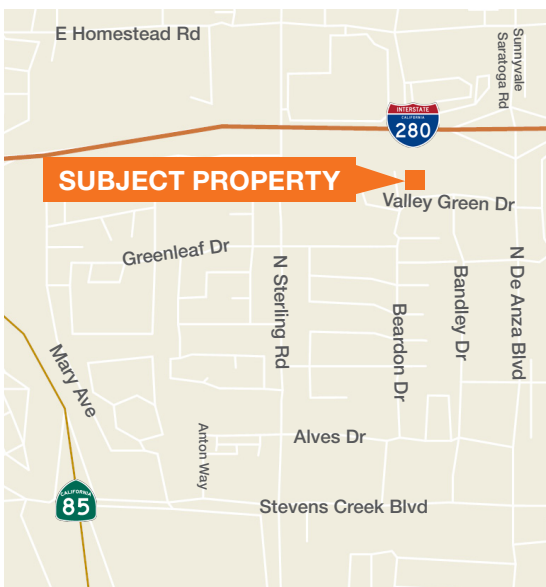 E Homestead Rd
Sunnyvale
Saratoga Rd
INTERSTATE
CALIFORNIA
280
SUBJECT PROPERTY
Valley Green Dr
Greenleaf Dr
N Sterling Rd
Beardon Dr
Bandley Dr
N De Anza Blvd
Mary Ave
Anton Way
Alves Dr
CALIFORNIA
85
Stevens Creek Blvd